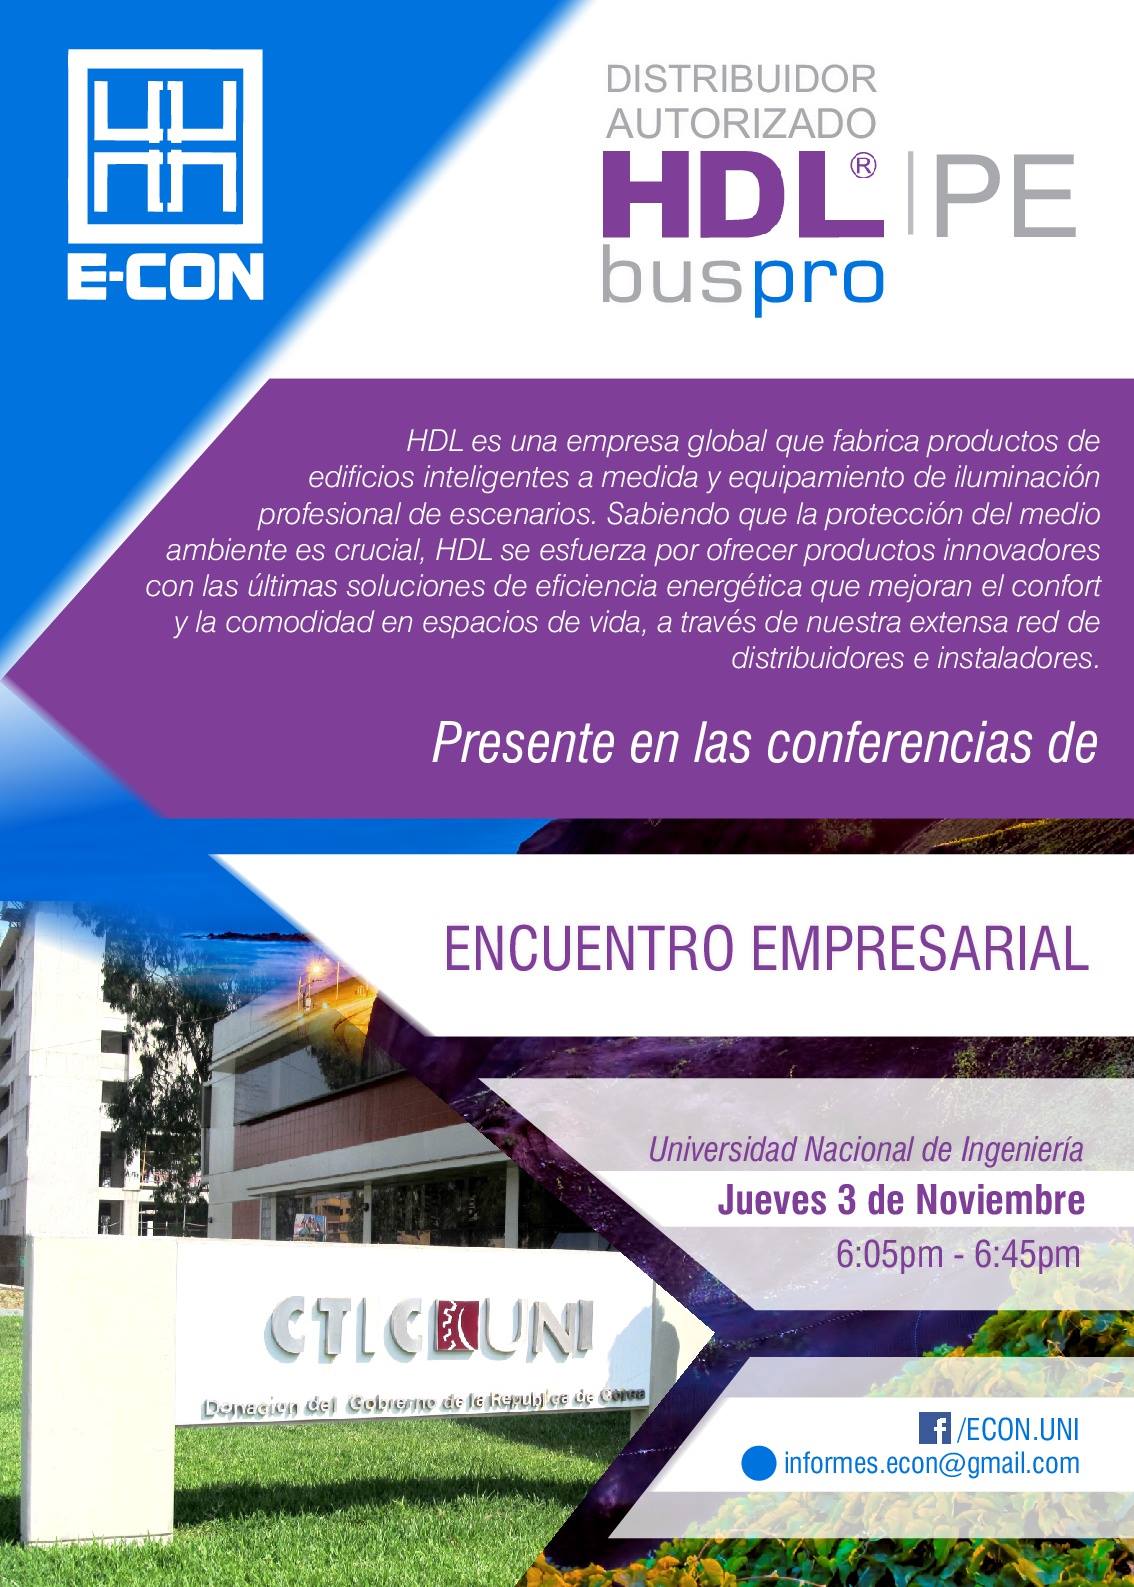 E-CON
DISTRIBUIDOR
AUTORIZADO
HDL® | PE
buspro
HDL es una empresa global que fabrica productos de
edificios inteligentes a medida y equipamiento de iluminación
profesional de escenarios. Sabiendo que la protección del medio
ambiente es crucial, HDL se esfuerza por ofrecer productos innovadores
con las últimas soluciones de eficiencia energética que mejoran el confort
y la comodidad en espacios de vida, a través de nuestra extensa red de
distribuidores e instaladores.
Presente en las conferencias de
ENCUENTRO EMPRESARIAL
Universidad Nacional de Ingeniería
Jueves 3 de Noviembre
6:05pm - 6:45pm
CTIC UNI
Donacion del Gobierno de la Republica de Corea
/ECON.UNI
informes.econ@gmail.com